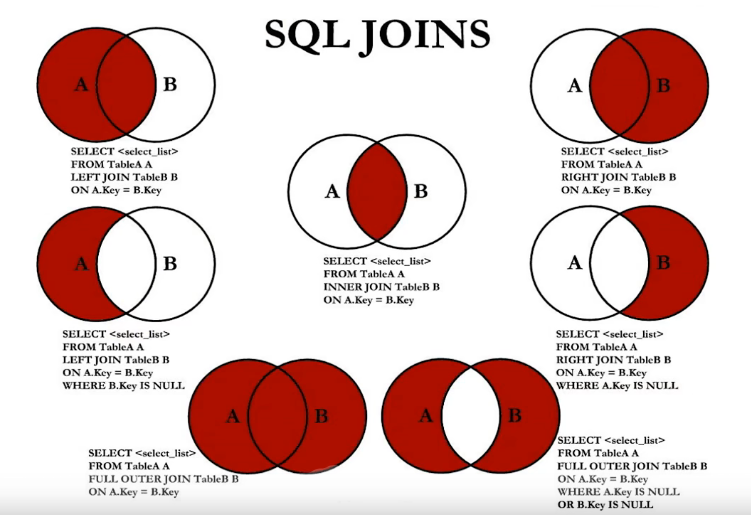 SQL JOINS
A B
SELECT <select_list>
FROM TableA A
LEFT JOIN TableB B
ON A.Key = B.Key
A B
SELECT <select_list>
FROM TableA A
RIGHT JOIN TableB B
ON A.Key = B.Key
A B
SELECT <select_list>
FROM TableA A
INNER JOIN TableB B
ON A.Key = B.Key
A B
SELECT <select_list>
FROM TableA A
LEFT JOIN TableB B
ON A.Key = B.Key
WHERE B.Key IS NULL
A B
SELECT <select_list>
FROM TableA A
RIGHT JOIN TableB B
ON A.Key = B.Key
WHERE A.Key IS NULL
A B
SELECT <select_list>
FROM TableA A
FULL OUTER JOIN TableB B
ON A.Key = B.Key
A B
SELECT <select_list>
FROM TableA A
FULL OUTER JOIN TableB B
ON A.Key = B.Key
WHERE A.Key IS NULL
OR B.Key IS NULL